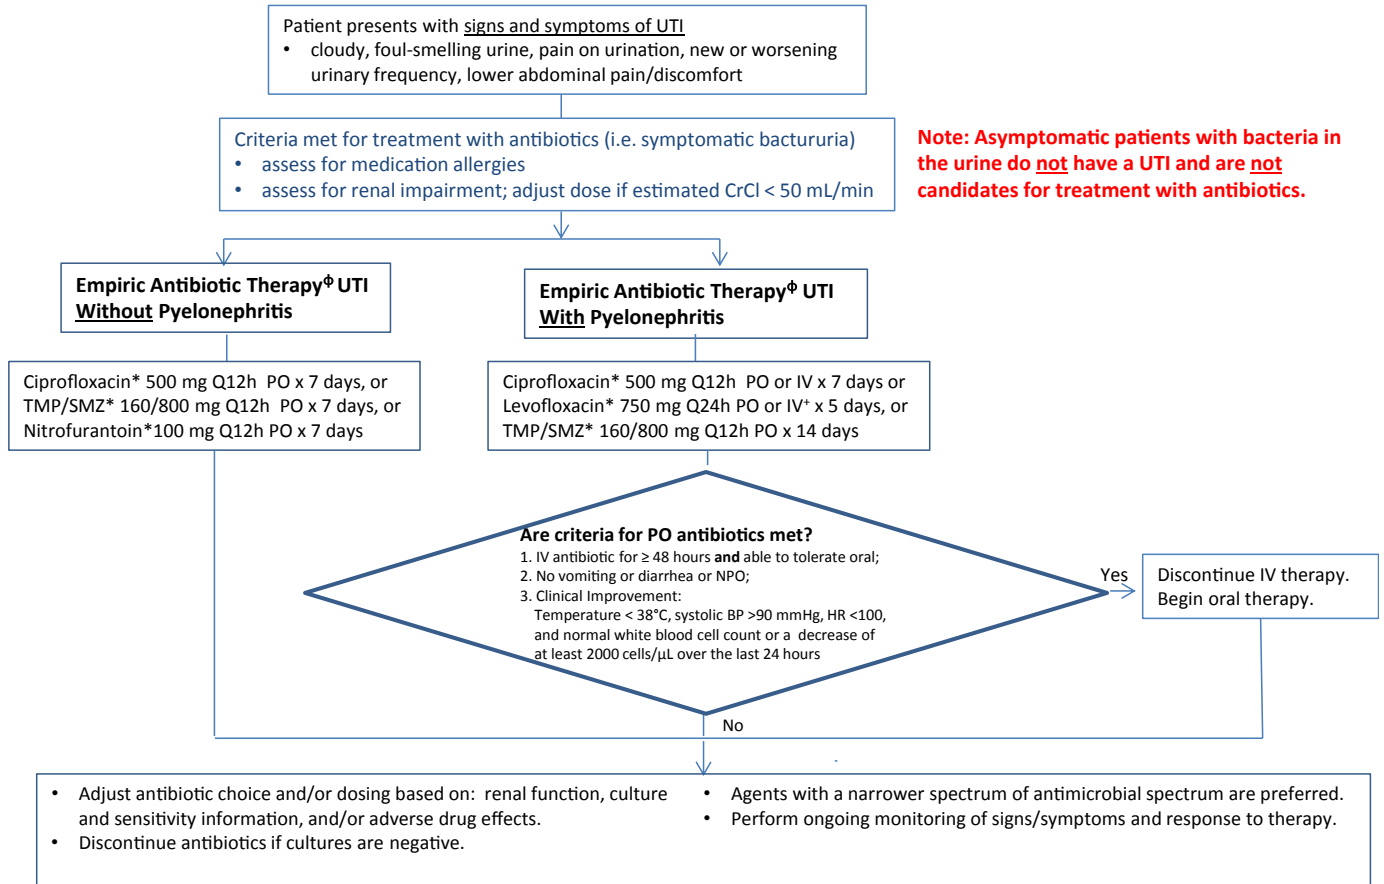 Patient presents with signs and symptoms of UTI
• cloudy, foul-smelling urine, pain on urination, new or worsening
urinary frequency, lower abdominal pain/discomfort
Criteria met for treatment with antibiotics (i.e. symptomatic bactururia)
• assess for medication allergies
• assess for renal impairment; adjust dose if estimated CrCl < 50 mL/min
Note: Asymptomatic patients with bacteria in
the urine do not have a UTI and are not
candidates for treatment with antibiotics.
Empiric Antibiotic Therapyᶲ UTI
Without Pyelonephritis
Empiric Antibiotic Therapyᶲ UTI
With Pyelonephritis
Ciprofloxacin* 500 mg Q12h PO x 7 days, or
TMP/SMZ* 160/800 mg Q12h PO x 7 days, or
Nitrofurantoin*100 mg Q12h PO x 7 days
Ciprofloxacin* 500 mg Q12h PO or IV x 7 days or
Levofloxacin* 750 mg Q24h PO or IV⁺ x 5 days, or
TMP/SMZ* 160/800 mg Q12h PO x 14 days
Are criteria for PO antibiotics met?
1. IV antibiotic for ≥ 48 hours and able to tolerate oral;
2. No vomiting or diarrhea or NPO;
3. Clinical Improvement:
Temperature < 38°C, systolic BP >90 mmHg, HR <100,
and normal white blood cell count or a decrease of
at least 2000 cells/µL over the last 24 hours
Yes
Discontinue IV therapy.
Begin oral therapy.
No
• Adjust antibiotic choice and/or dosing based on: renal function, culture
and sensitivity information, and/or adverse drug effects.
• Discontinue antibiotics if cultures are negative.
• Agents with a narrower spectrum of antimicrobial spectrum are preferred.
• Perform ongoing monitoring of signs/symptoms and response to therapy.